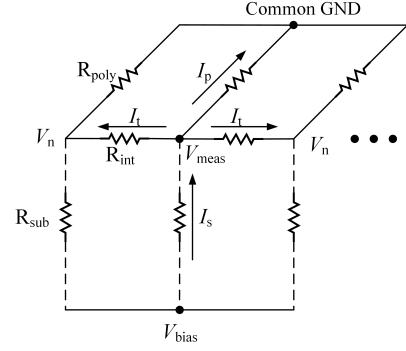 Common GND
R_poly
I_p
I_t
I_t
V_n
R_int
V_meas
V_n
R_sub
I_s
V_bias